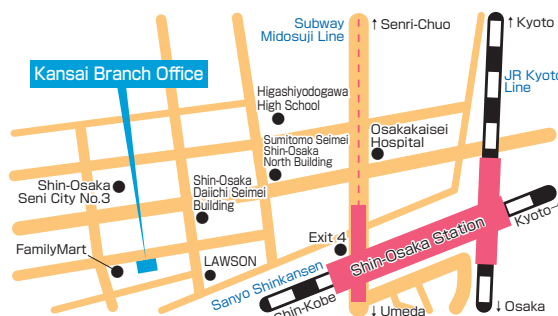 Subway
Midosuji Line
↑Senri-Chuo
↑Kyoto
Kansai Branch Office
JR Kyoto
Line
Higashiyodogawa
High School
Sumitomo Seimei
Shin-Osaka
North Building
Osakakaisei
Hospital
Shin-Osaka
Seni City No.3
Shin-Osaka
Daiichi Seimei
Building
Kyoto→
FamilyMart
Exit 4
Shin-Osaka Station
LAWSON
Sanyo Shinkansen
Shin-Kobe
↓Umeda
↓Osaka